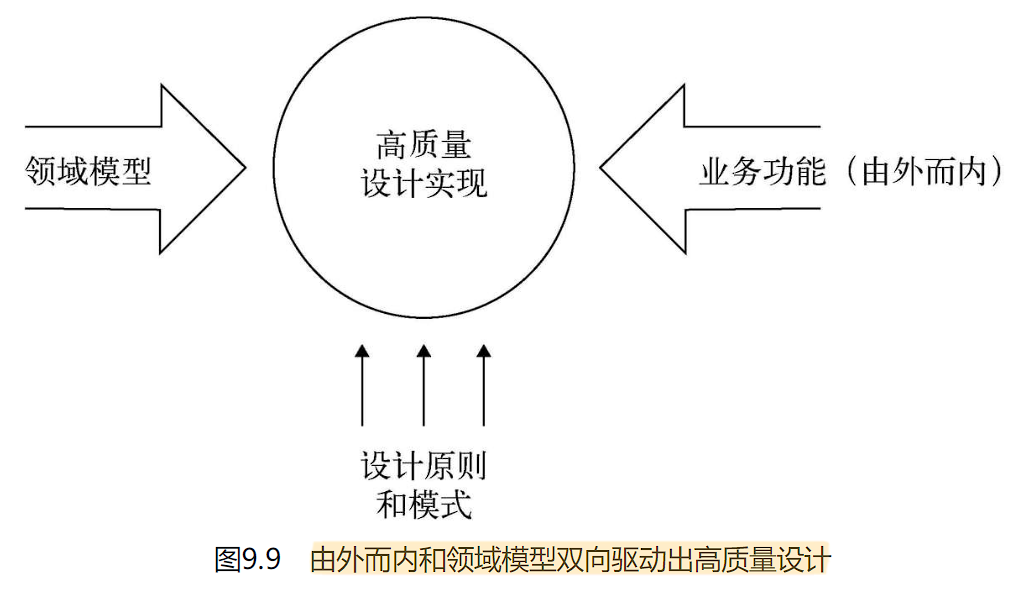 领域模型
高质量
设计实现
业务功能（由外而内）
设计原则
和模式
图9.9 由外而内和领域模型双向驱动出高质量设计